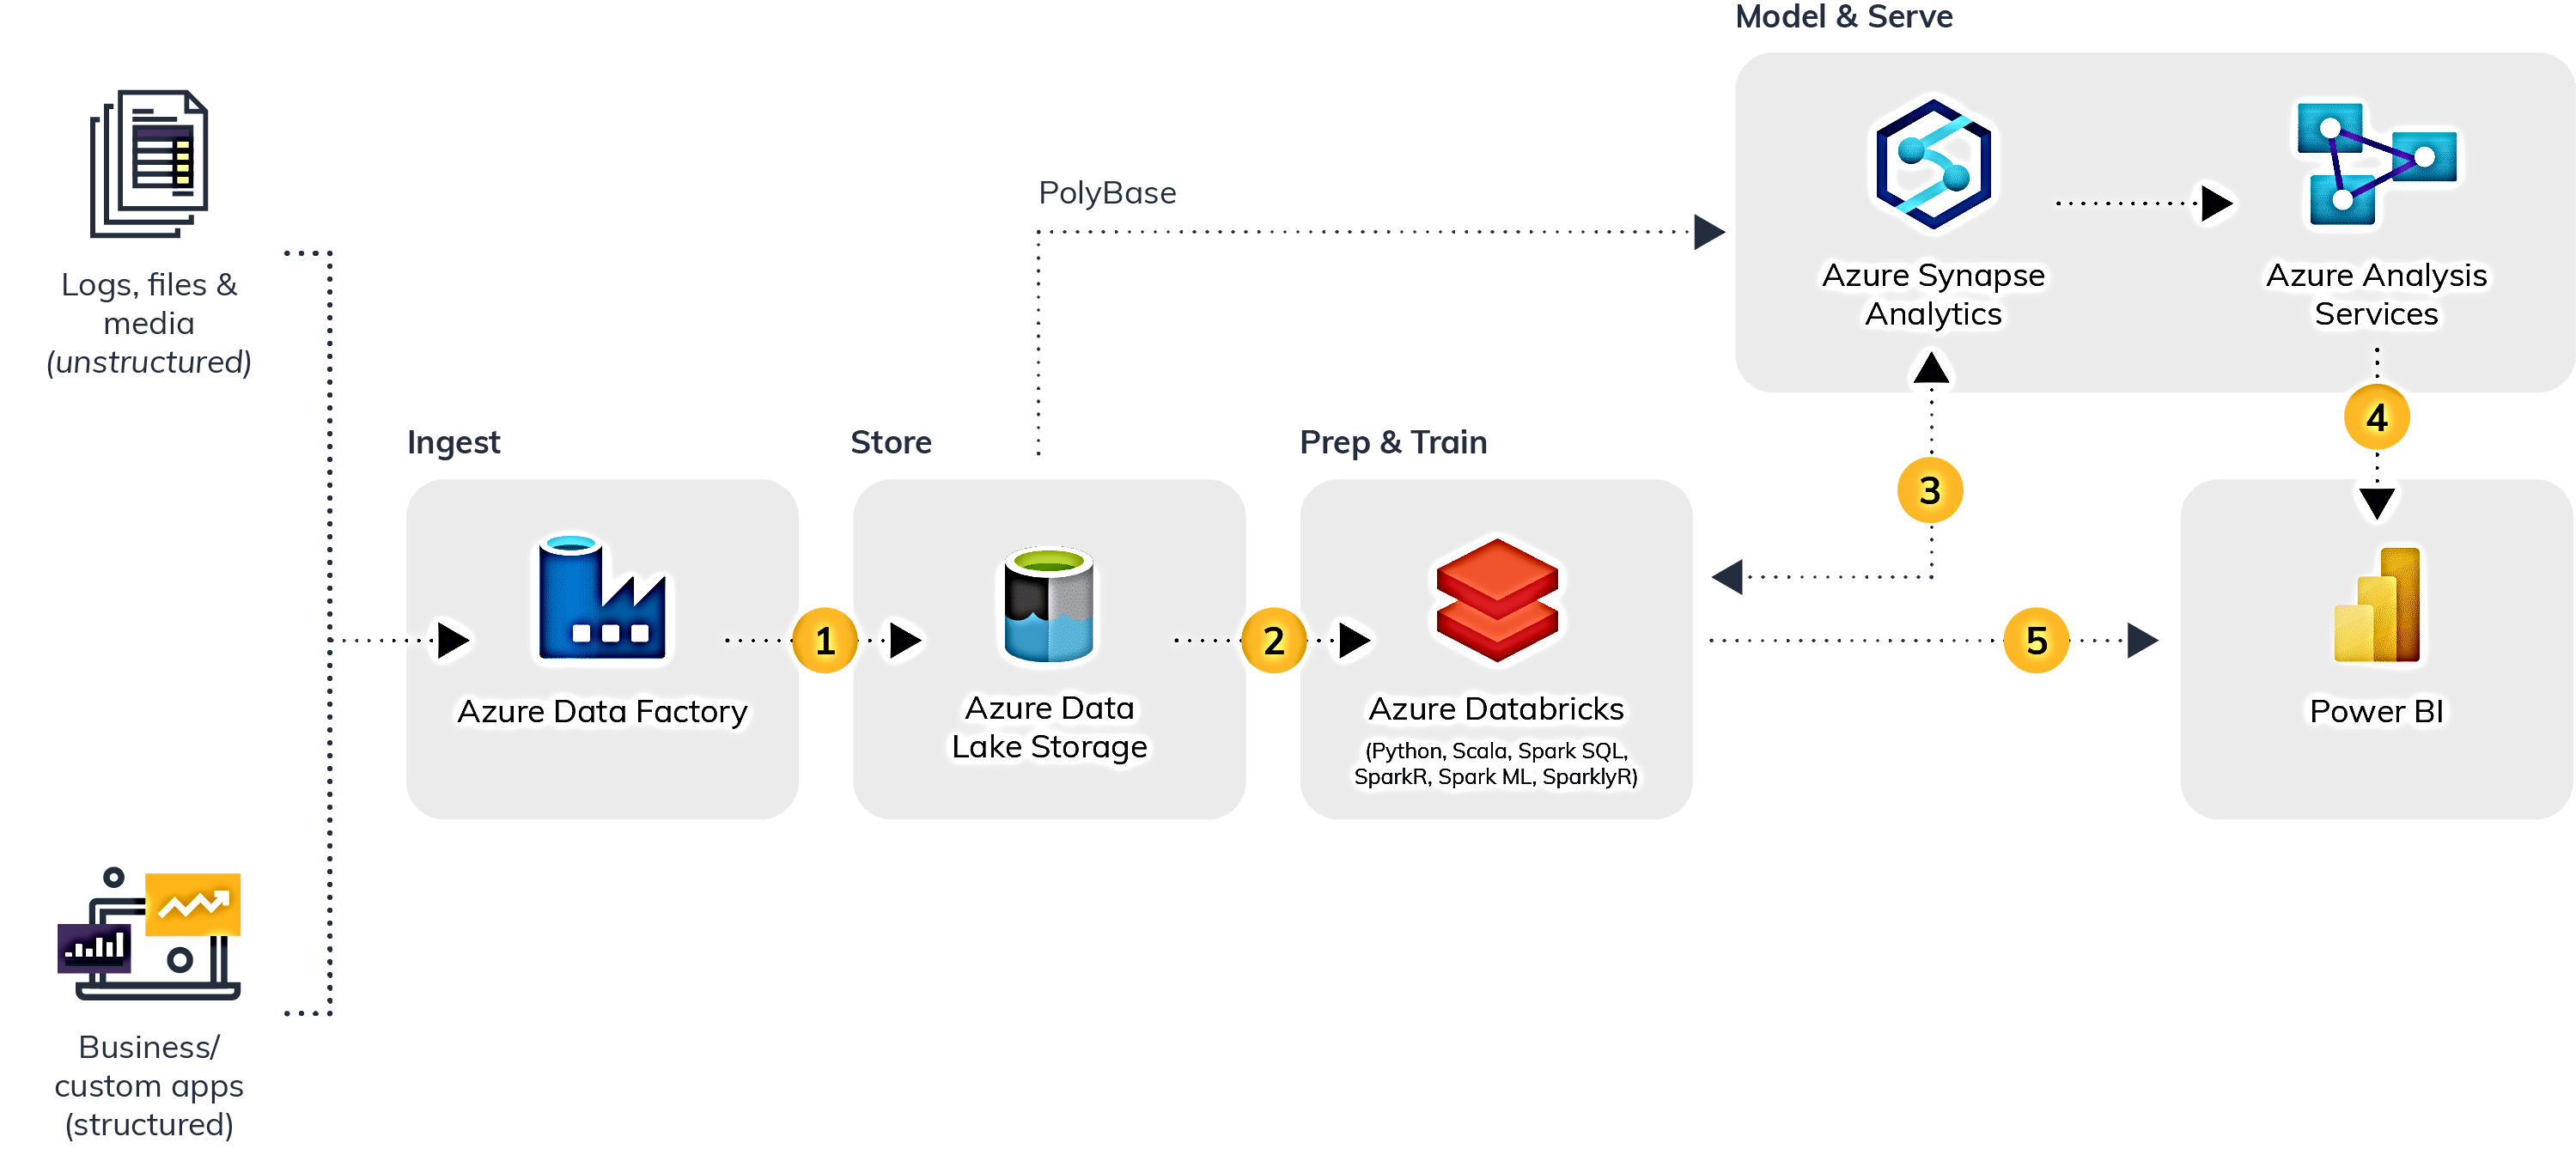 Model & Serve
Logs, files &
media
(unstructured)
PolyBase
Azure Synapse
Analytics
Azure Analysis
Services
Ingest
Store
Prep & Train
4
3
1
2
5
Azure Data Factory
Azure Data
Lake Storage
Azure Databricks
(Python, Scala, Spark SQL,
SparkR, Spark ML, SparklyR)
Power BI
Business/
custom apps
(structured)